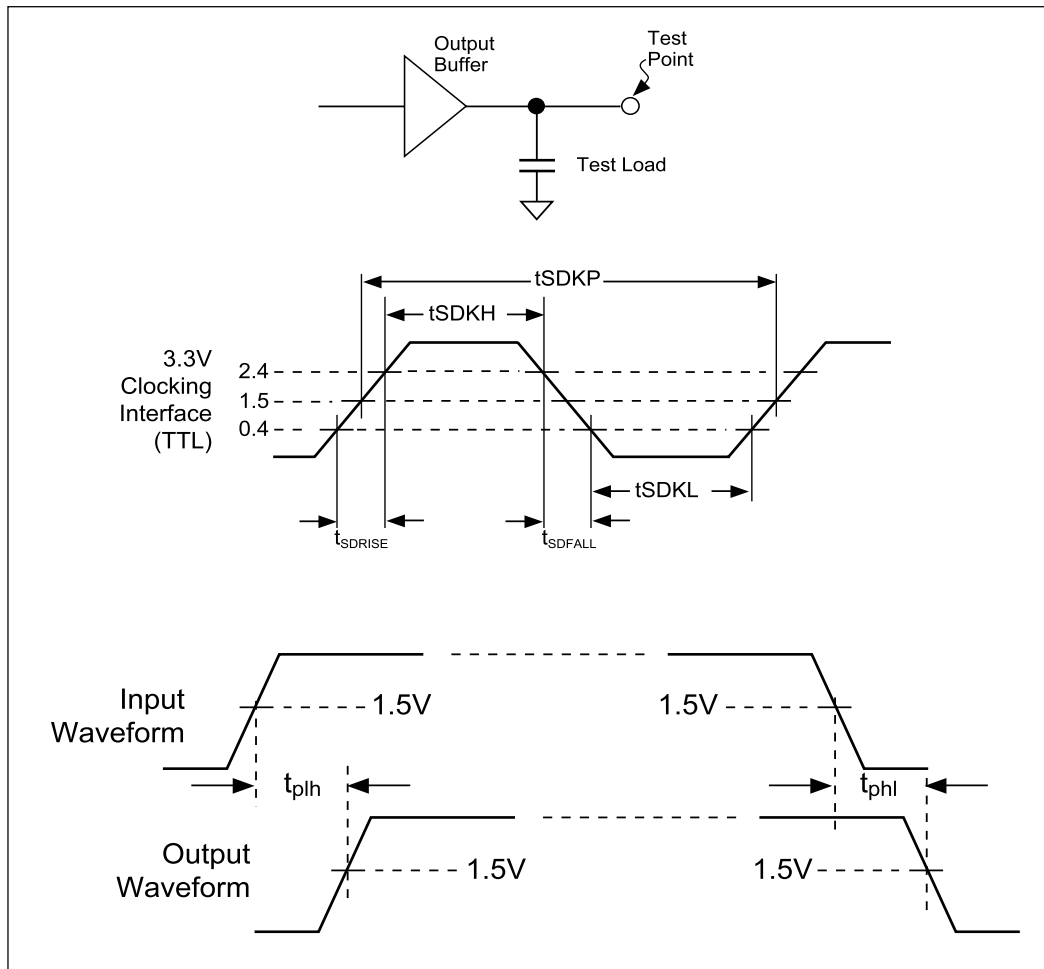 Output
Buffer
Test
Point
Test Load
tSDKP
tSDKH
3.3V
Clocking
Interface
(TTL)
2.4
1.5
0.4
tSDKL
tSDRISE
tSDFALL
Input
Waveform
1.5V
1.5V
tplh
tphl
Output
Waveform
1.5V
1.5V